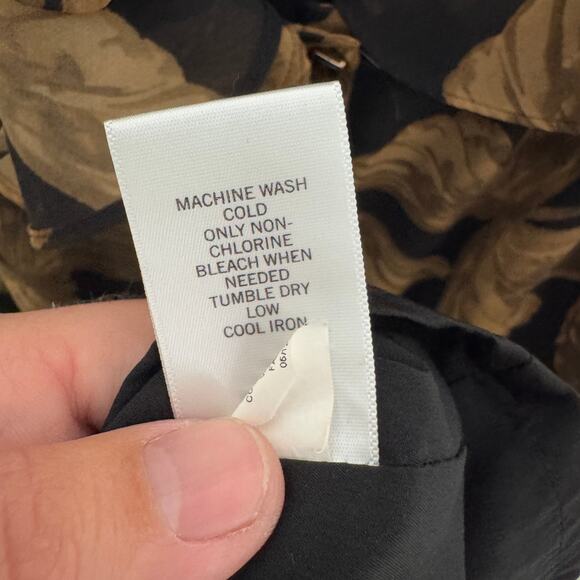 MACHINE WASH
COLD
ONLY NON-
CHLORINE
BLEACH WHEN
NEEDED
TUMBLE DRY
LOW
COOL IRON